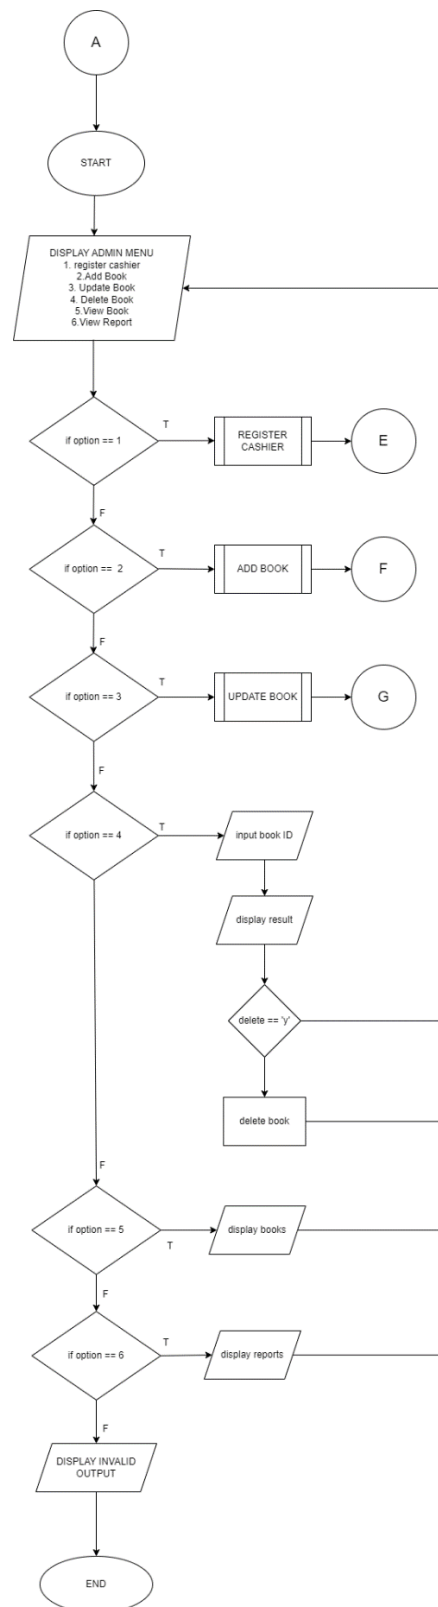 A
START
DISPLAY ADMIN MENU
1. register cashier
2.Add Book
3. Update Book
4. Delete Book
5.View Book
6.View Report
if option == 1
T
REGISTER
CASHIER
E
F
if option == 2
T
ADD BOOK
F
F
if option == 3
T
UPDATE BOOK
G
F
if option == 4
T
input book ID
display result
delete == 'y'
delete book
F
if option == 5
T
display books
F
if option == 6
T
display reports
F
DISPLAY INVALID
OUTPUT
END